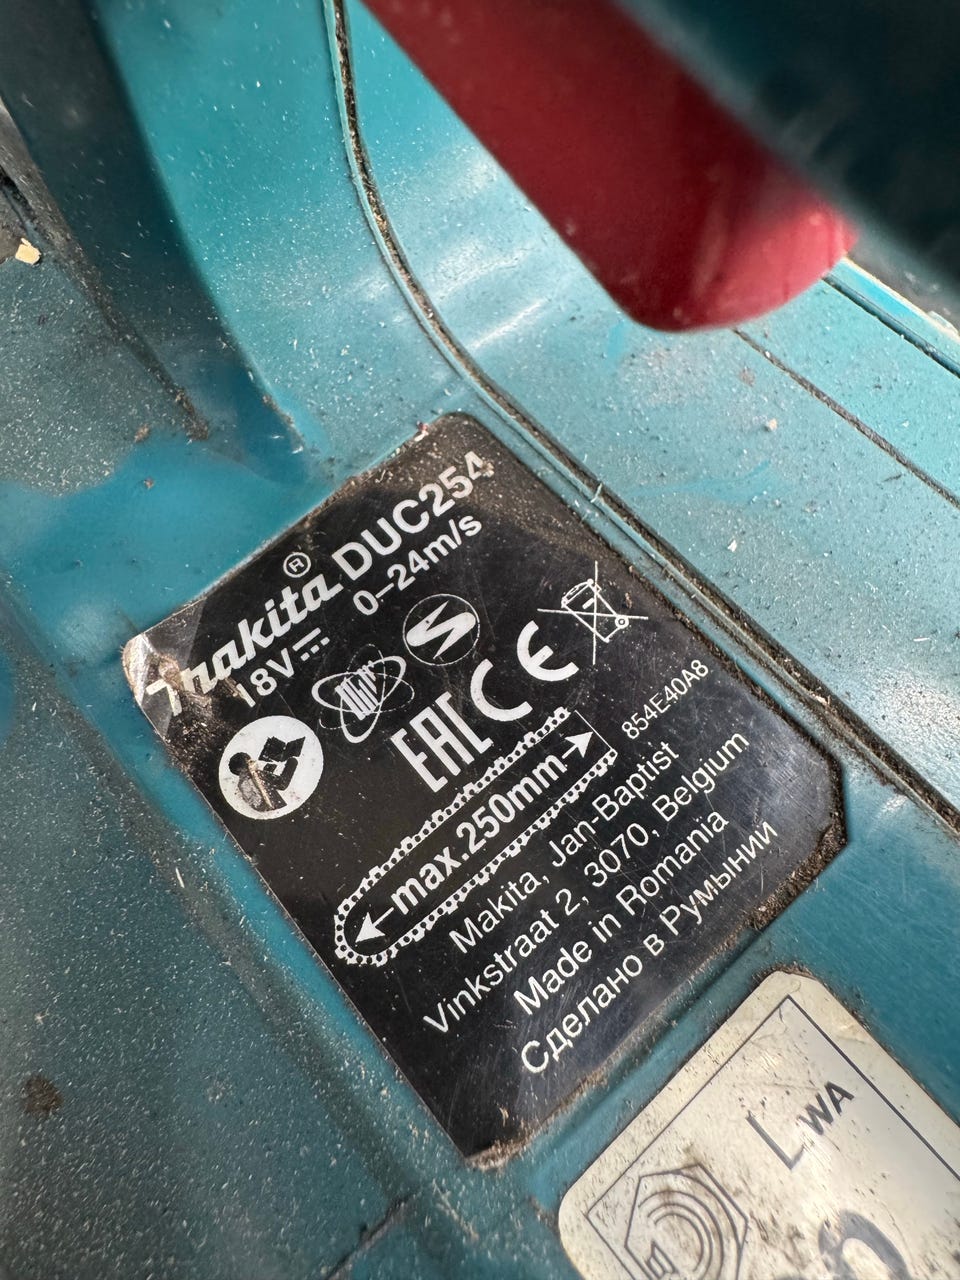 makita® DUC254
18V⎓ 0–24m/s
EAC CE
max.250mm
854E40A8
Makita, Jan-Baptist
Vinkstraat 2, 3070, Belgium
Made in Romania
Сделано в Румынии
LWA